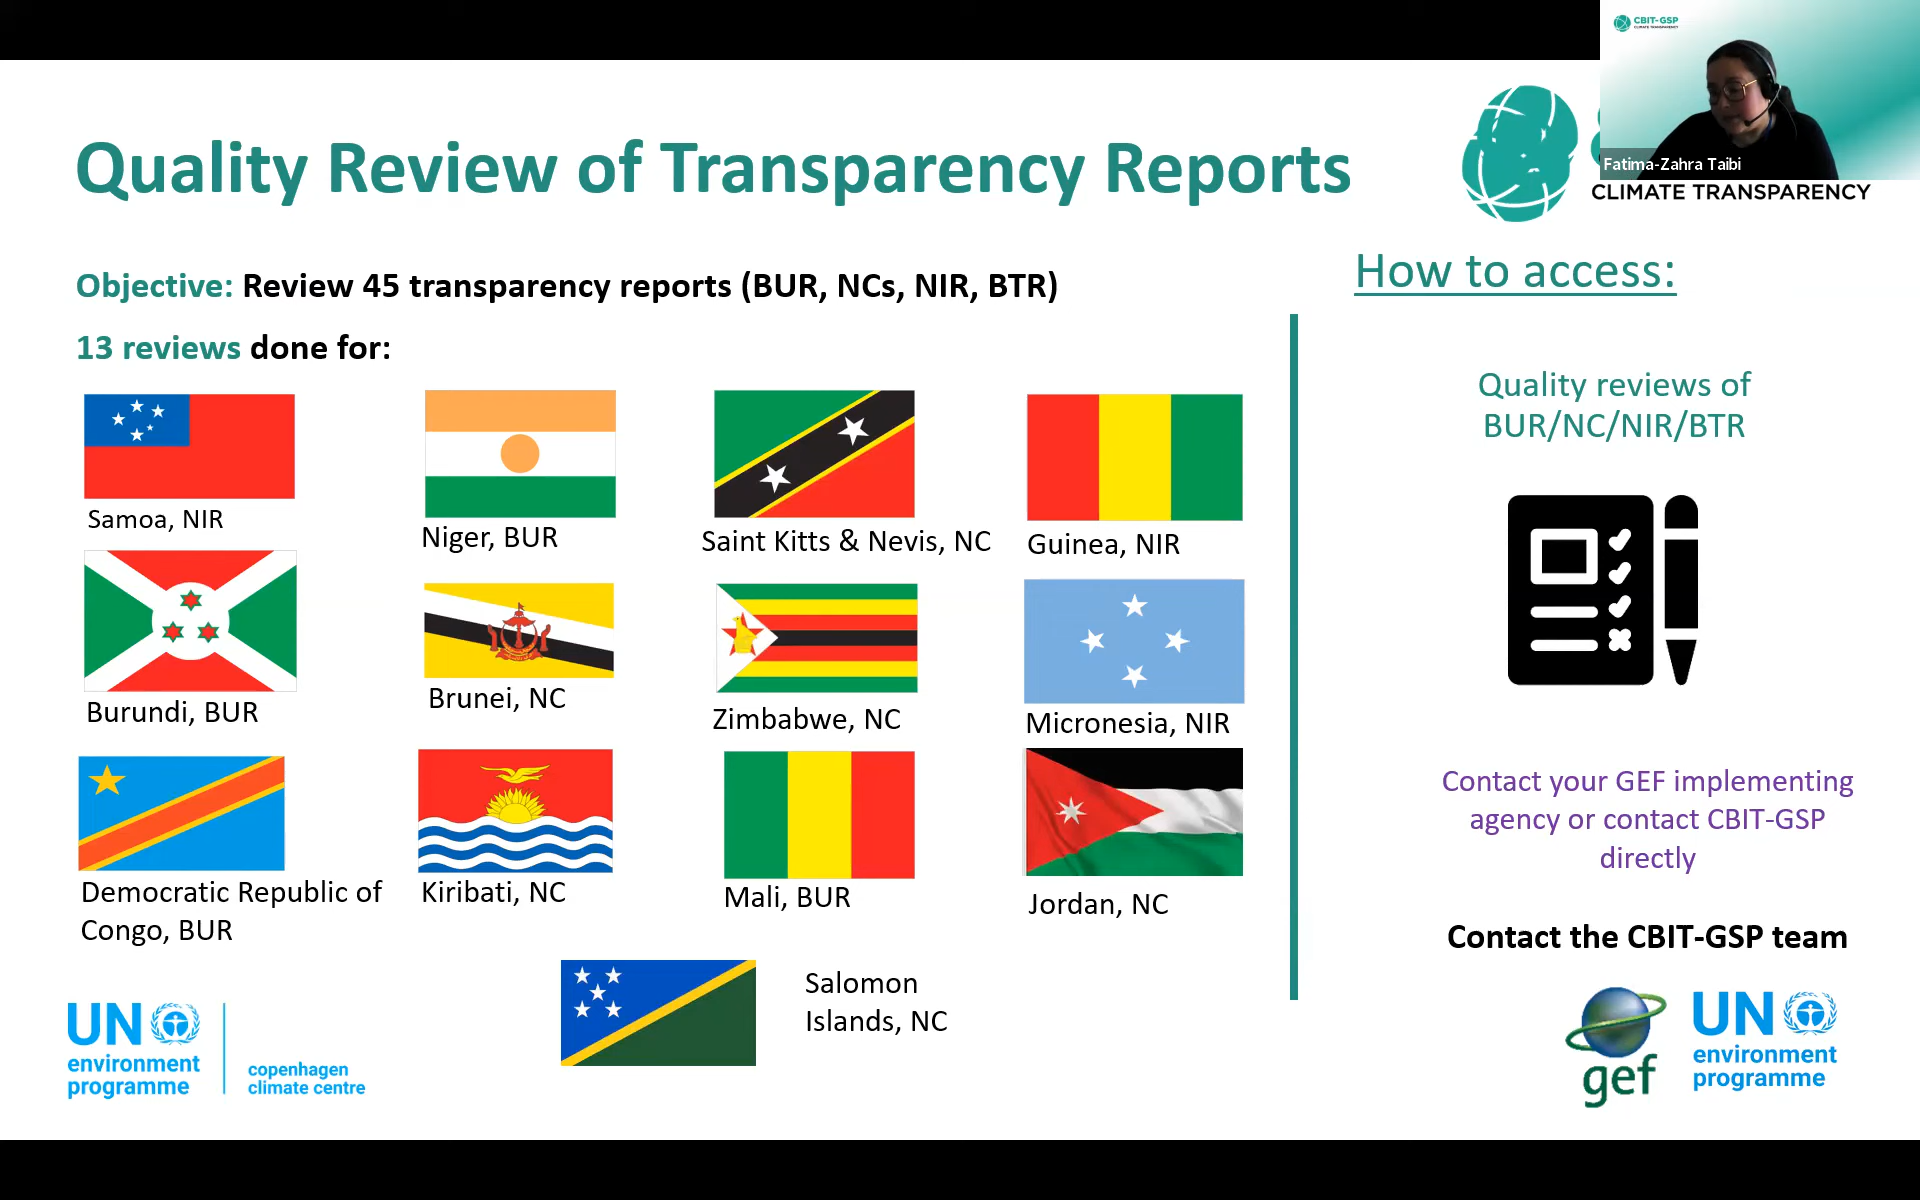 CBIT-GSP
CLIMATE TRANSPARENCY
Fatima-Zahra Taibi
Quality Review of Transparency Reports
CLIMATE TRANSPARENCY
Objective: Review 45 transparency reports (BUR, NCs, NIR, BTR)
13 reviews done for:
Samoa, NIR
Niger, BUR
Saint Kitts & Nevis, NC
Guinea, NIR
Burundi, BUR
Brunei, NC
Zimbabwe, NC
Micronesia, NIR
Democratic Republic of
Congo, BUR
Kiribati, NC
Mali, BUR
Jordan, NC
Salomon
Islands, NC
How to access:
Quality reviews of
BUR/NC/NIR/BTR
Contact your GEF implementing
agency or contact CBIT-GSP
directly
Contact the CBIT-GSP team
UN
environment
programme
copenhagen
climate centre
gef
UN
environment
programme